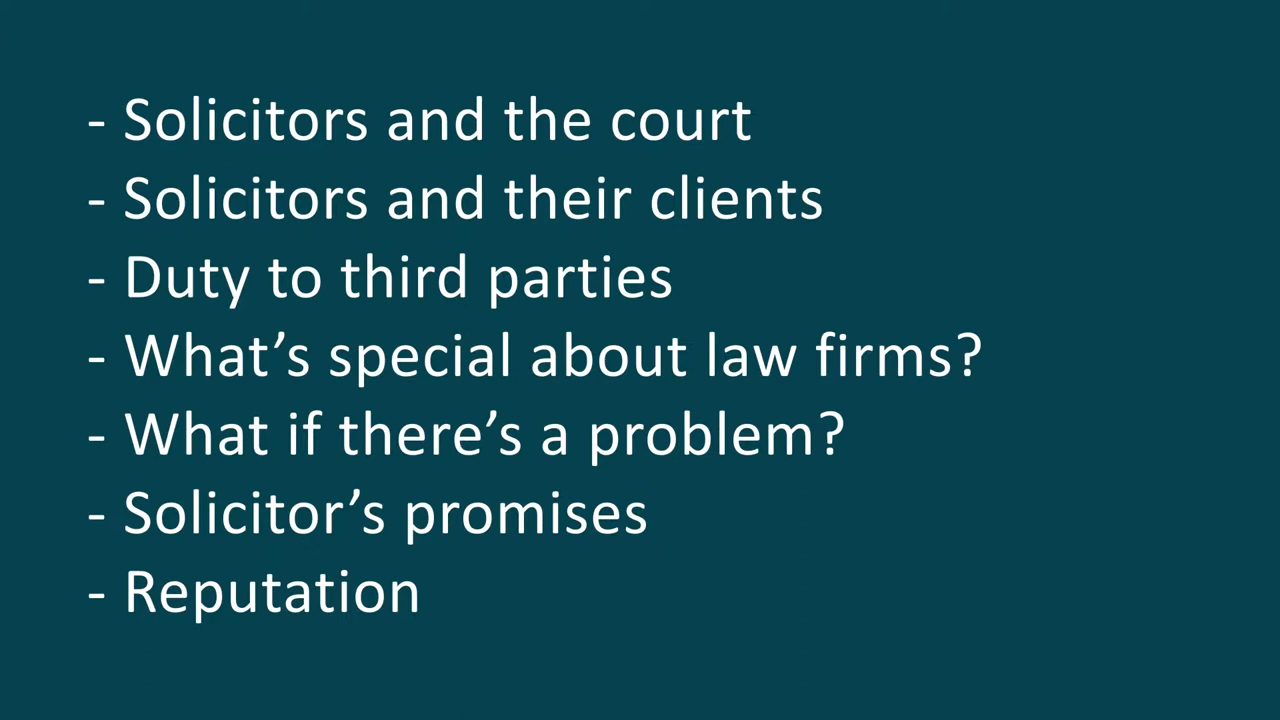 - Solicitors and the court
- Solicitors and their clients
- Duty to third parties
- What’s special about law firms?
- What if there’s a problem?
- Solicitor’s promises
- Reputation